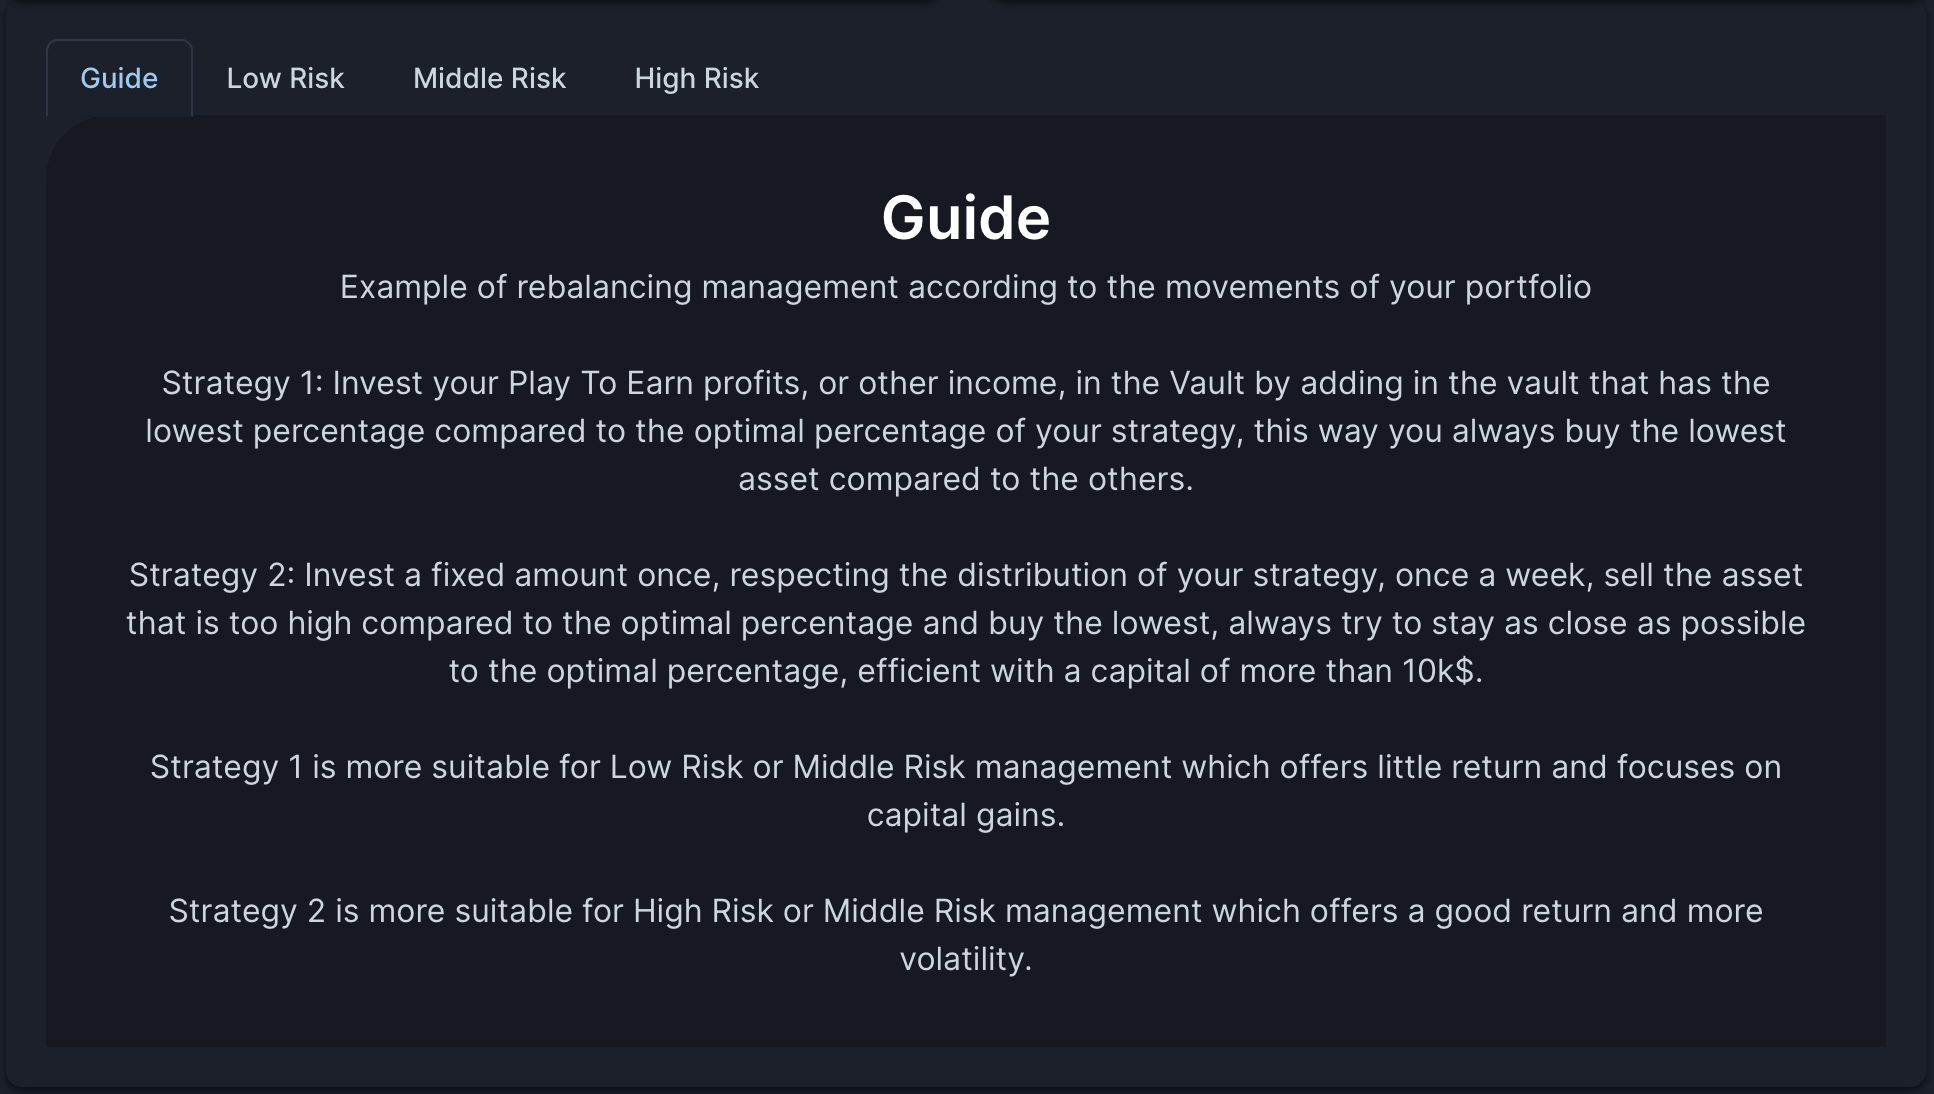 Guide
Low Risk
Middle Risk
High Risk
Guide
Example of rebalancing management according to the movements of your portfolio
Strategy 1: Invest your Play To Earn profits, or other income, in the Vault by adding in the vault that has the
lowest percentage compared to the optimal percentage of your strategy, this way you always buy the lowest
asset compared to the others.
Strategy 2: Invest a fixed amount once, respecting the distribution of your strategy, once a week, sell the asset
that is too high compared to the optimal percentage and buy the lowest, always try to stay as close as possible
to the optimal percentage, efficient with a capital of more than 10k$.
Strategy 1 is more suitable for Low Risk or Middle Risk management which offers little return and focuses on
capital gains.
Strategy 2 is more suitable for High Risk or Middle Risk management which offers a good return and more
volatility.